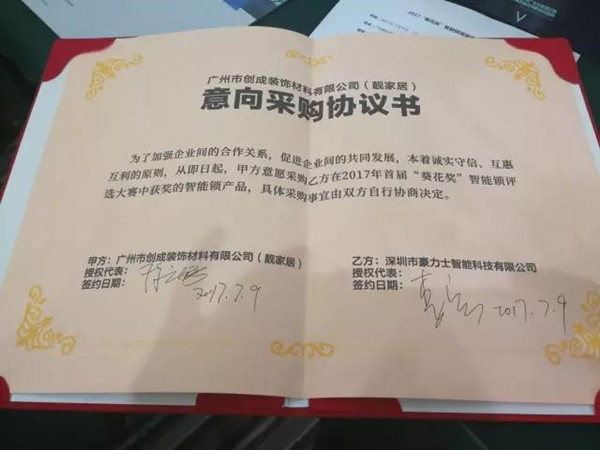 广州市创成装饰材料有限公司（靓家居）
意向采购协议书
为了加强企业间的合作关系，促进企业间的共同发展，本着诚实守信、互惠
互利的原则，从即日起，甲方意愿采购乙方在2017年首届“葵花奖”智能锁评
选大赛中获奖的智能锁产品，具体采购事宜由双方自行协商决定。
甲方：广州市创成装饰材料有限公司（靓家居）
授权代表：
签约日期：
2017.7.9
乙方：深圳市豪力士智能科技有限公司
授权代表：
签约日期：
2017.7.9